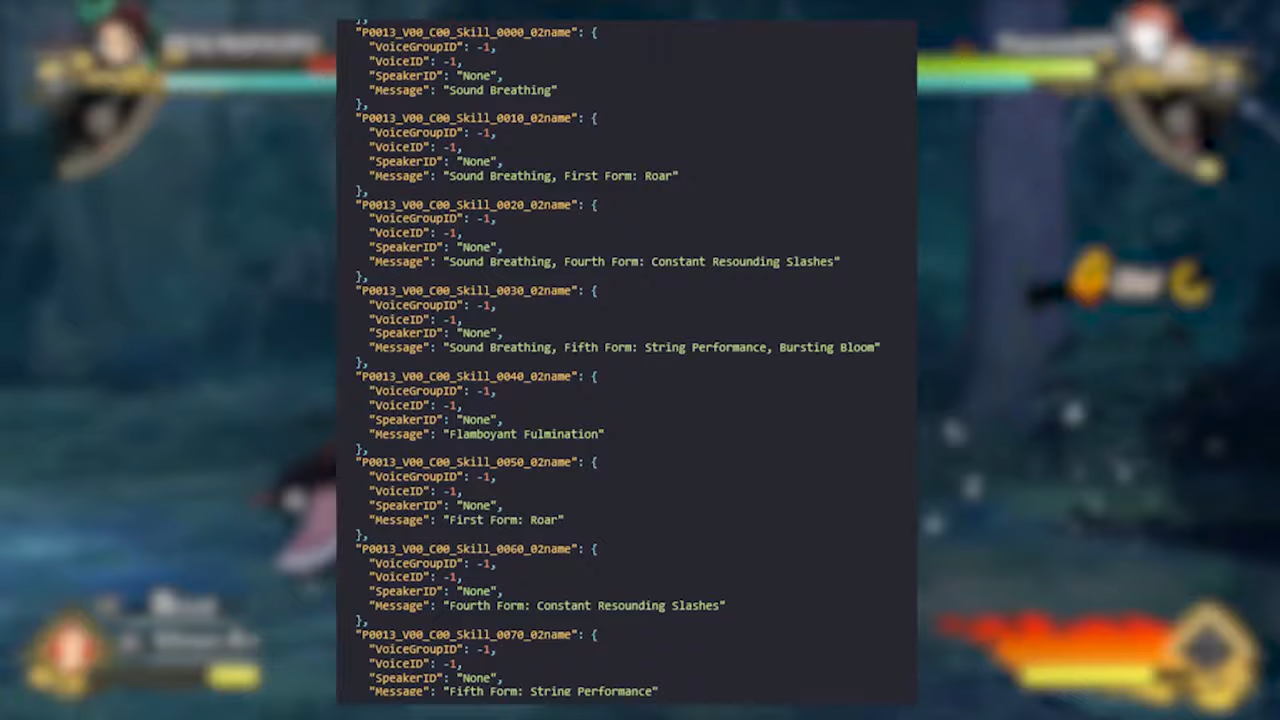 },
"P0013_V00_C00_Skill_0000_02name": {
"VoiceGroupID": -1,
"VoiceID": -1,
"SpeakerID": "None",
"Message": "Sound Breathing"
},
"P0013_V00_C00_Skill_0010_02name": {
"VoiceGroupID": -1,
"VoiceID": -1,
"SpeakerID": "None",
"Message": "Sound Breathing, First Form: Roar"
},
"P0013_V00_C00_Skill_0020_02name": {
"VoiceGroupID": -1,
"VoiceID": -1,
"SpeakerID": "None",
"Message": "Sound Breathing, Fourth Form: Constant Resounding Slashes"
},
"P0013_V00_C00_Skill_0030_02name": {
"VoiceGroupID": -1,
"VoiceID": -1,
"SpeakerID": "None",
"Message": "Sound Breathing, Fifth Form: String Performance, Bursting Bloom"
},
"P0013_V00_C00_Skill_0040_02name": {
"VoiceGroupID": -1,
"VoiceID": -1,
"SpeakerID": "None",
"Message": "Flamboyant Fulmination"
},
"P0013_V00_C00_Skill_0050_02name": {
"VoiceGroupID": -1,
"VoiceID": -1,
"SpeakerID": "None",
"Message": "First Form: Roar"
},
"P0013_V00_C00_Skill_0060_02name": {
"VoiceGroupID": -1,
"VoiceID": -1,
"SpeakerID": "None",
"Message": "Fourth Form: Constant Resounding Slashes"
},
"P0013_V00_C00_Skill_0070_02name": {
"VoiceGroupID": -1,
"VoiceID": -1,
"SpeakerID": "None",
"Message": "Fifth Form: String Performance"